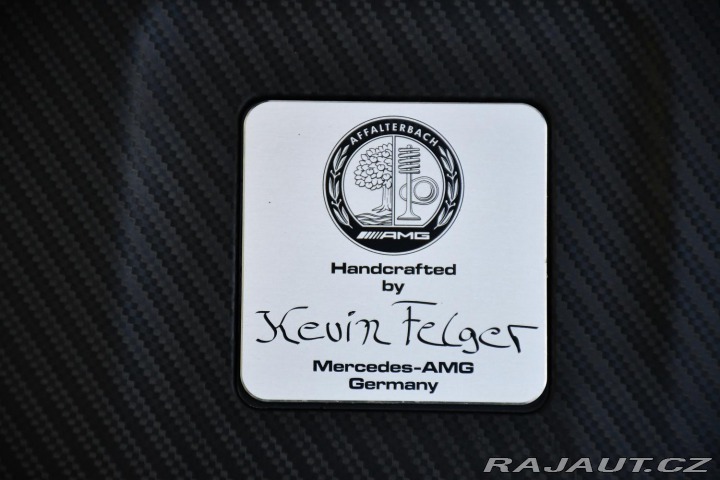 AFFALTERBACH
AMG
Handcrafted
by
Kevin Felger
Mercedes-AMG
Germany
RAJAUT.CZ